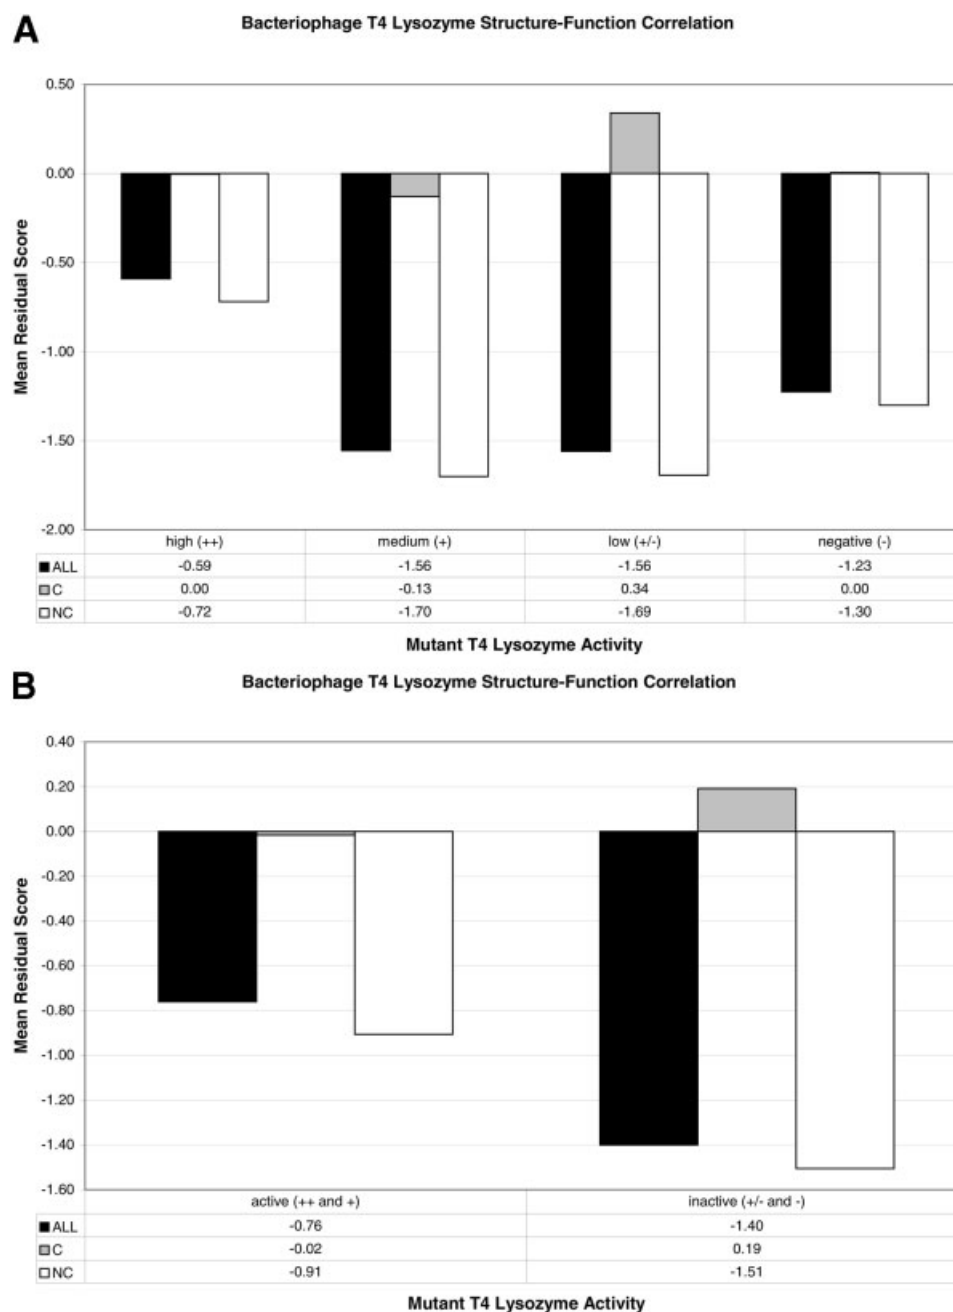 A
Bacteriophage T4 Lysozyme Structure-Function Correlation
0.50
0.00
-0.50
-1.00
-1.50
-2.00
Mean Residual Score
high (++) medium (+) low (+/-) negative (-)
ALL -0.59 -1.56 -1.56 -1.23
C 0.00 -0.13 0.34 0.00
NC -0.72 -1.70 -1.69 -1.30
Mutant T4 Lysozyme Activity
B
Bacteriophage T4 Lysozyme Structure-Function Correlation
0.40
0.20
0.00
-0.20
-0.40
-0.60
-0.80
-1.00
-1.20
-1.40
-1.60
Mean Residual Score
active (++ and +) inactive (+/- and -)
ALL -0.76 -1.40
C -0.02 0.19
NC -0.91 -1.51
Mutant T4 Lysozyme Activity